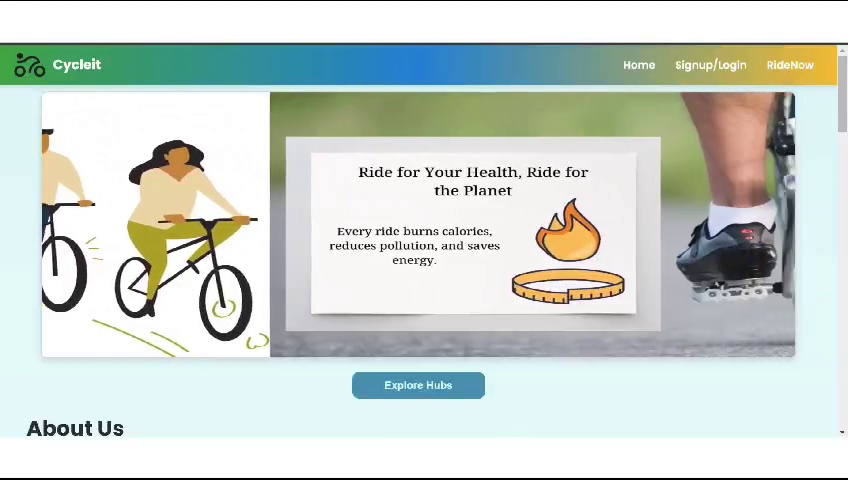 Cycleit
Home Signup/Login RideNow
Ride for Your Health, Ride for
the Planet
Every ride burns calories,
reduces pollution, and saves
energy.
Explore Hubs
About Us